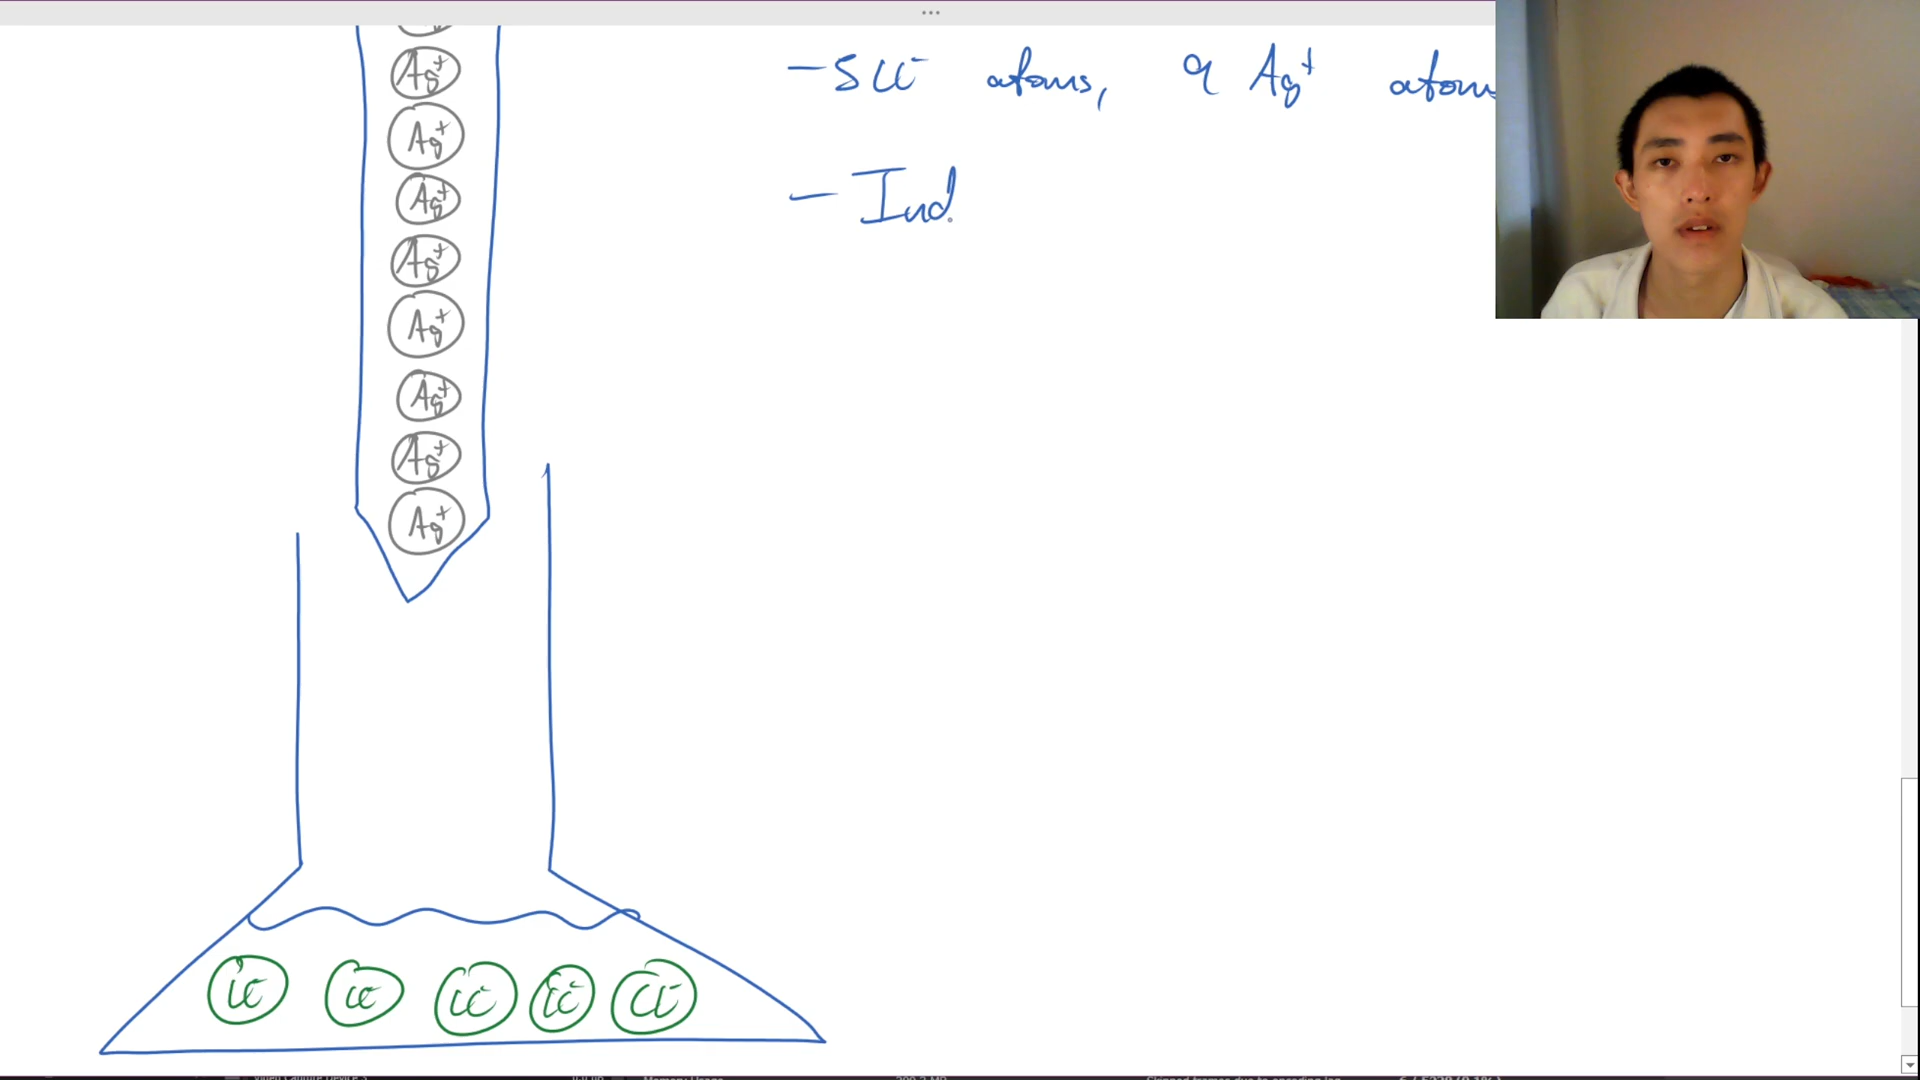 - 5 Cl⁻ atoms, 9 Ag⁺ atoms
- Ind
Ag⁺
Ag⁺
Ag⁺
Ag⁺
Ag⁺
Ag⁺
Ag⁺
Ag⁺
Cl⁻ Cl⁻ Cl⁻ Cl⁻ Cl⁻